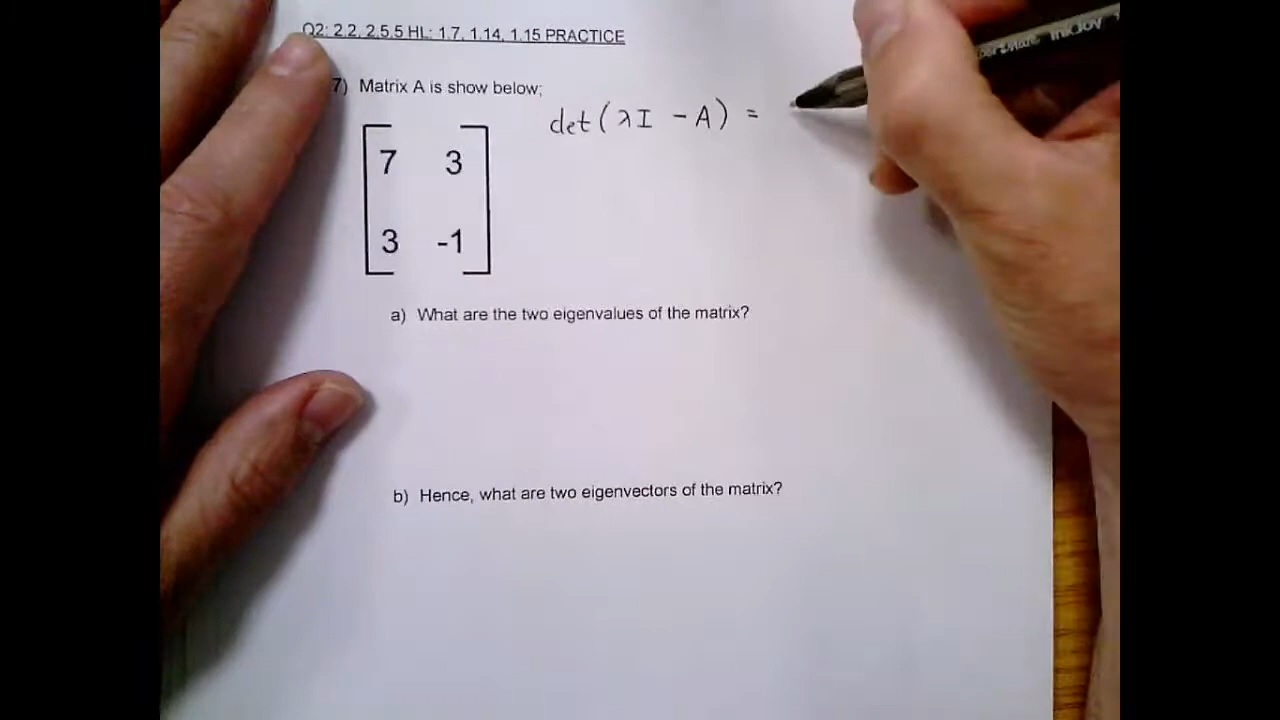 Q2: 2.2, 2.5.5 HL: 1.7, 1.14, 1.15 PRACTICE
7) Matrix A is show below;
det(λI - A) =
7 3
3 -1
a) What are the two eigenvalues of the matrix?
b) Hence, what are two eigenvectors of the matrix?